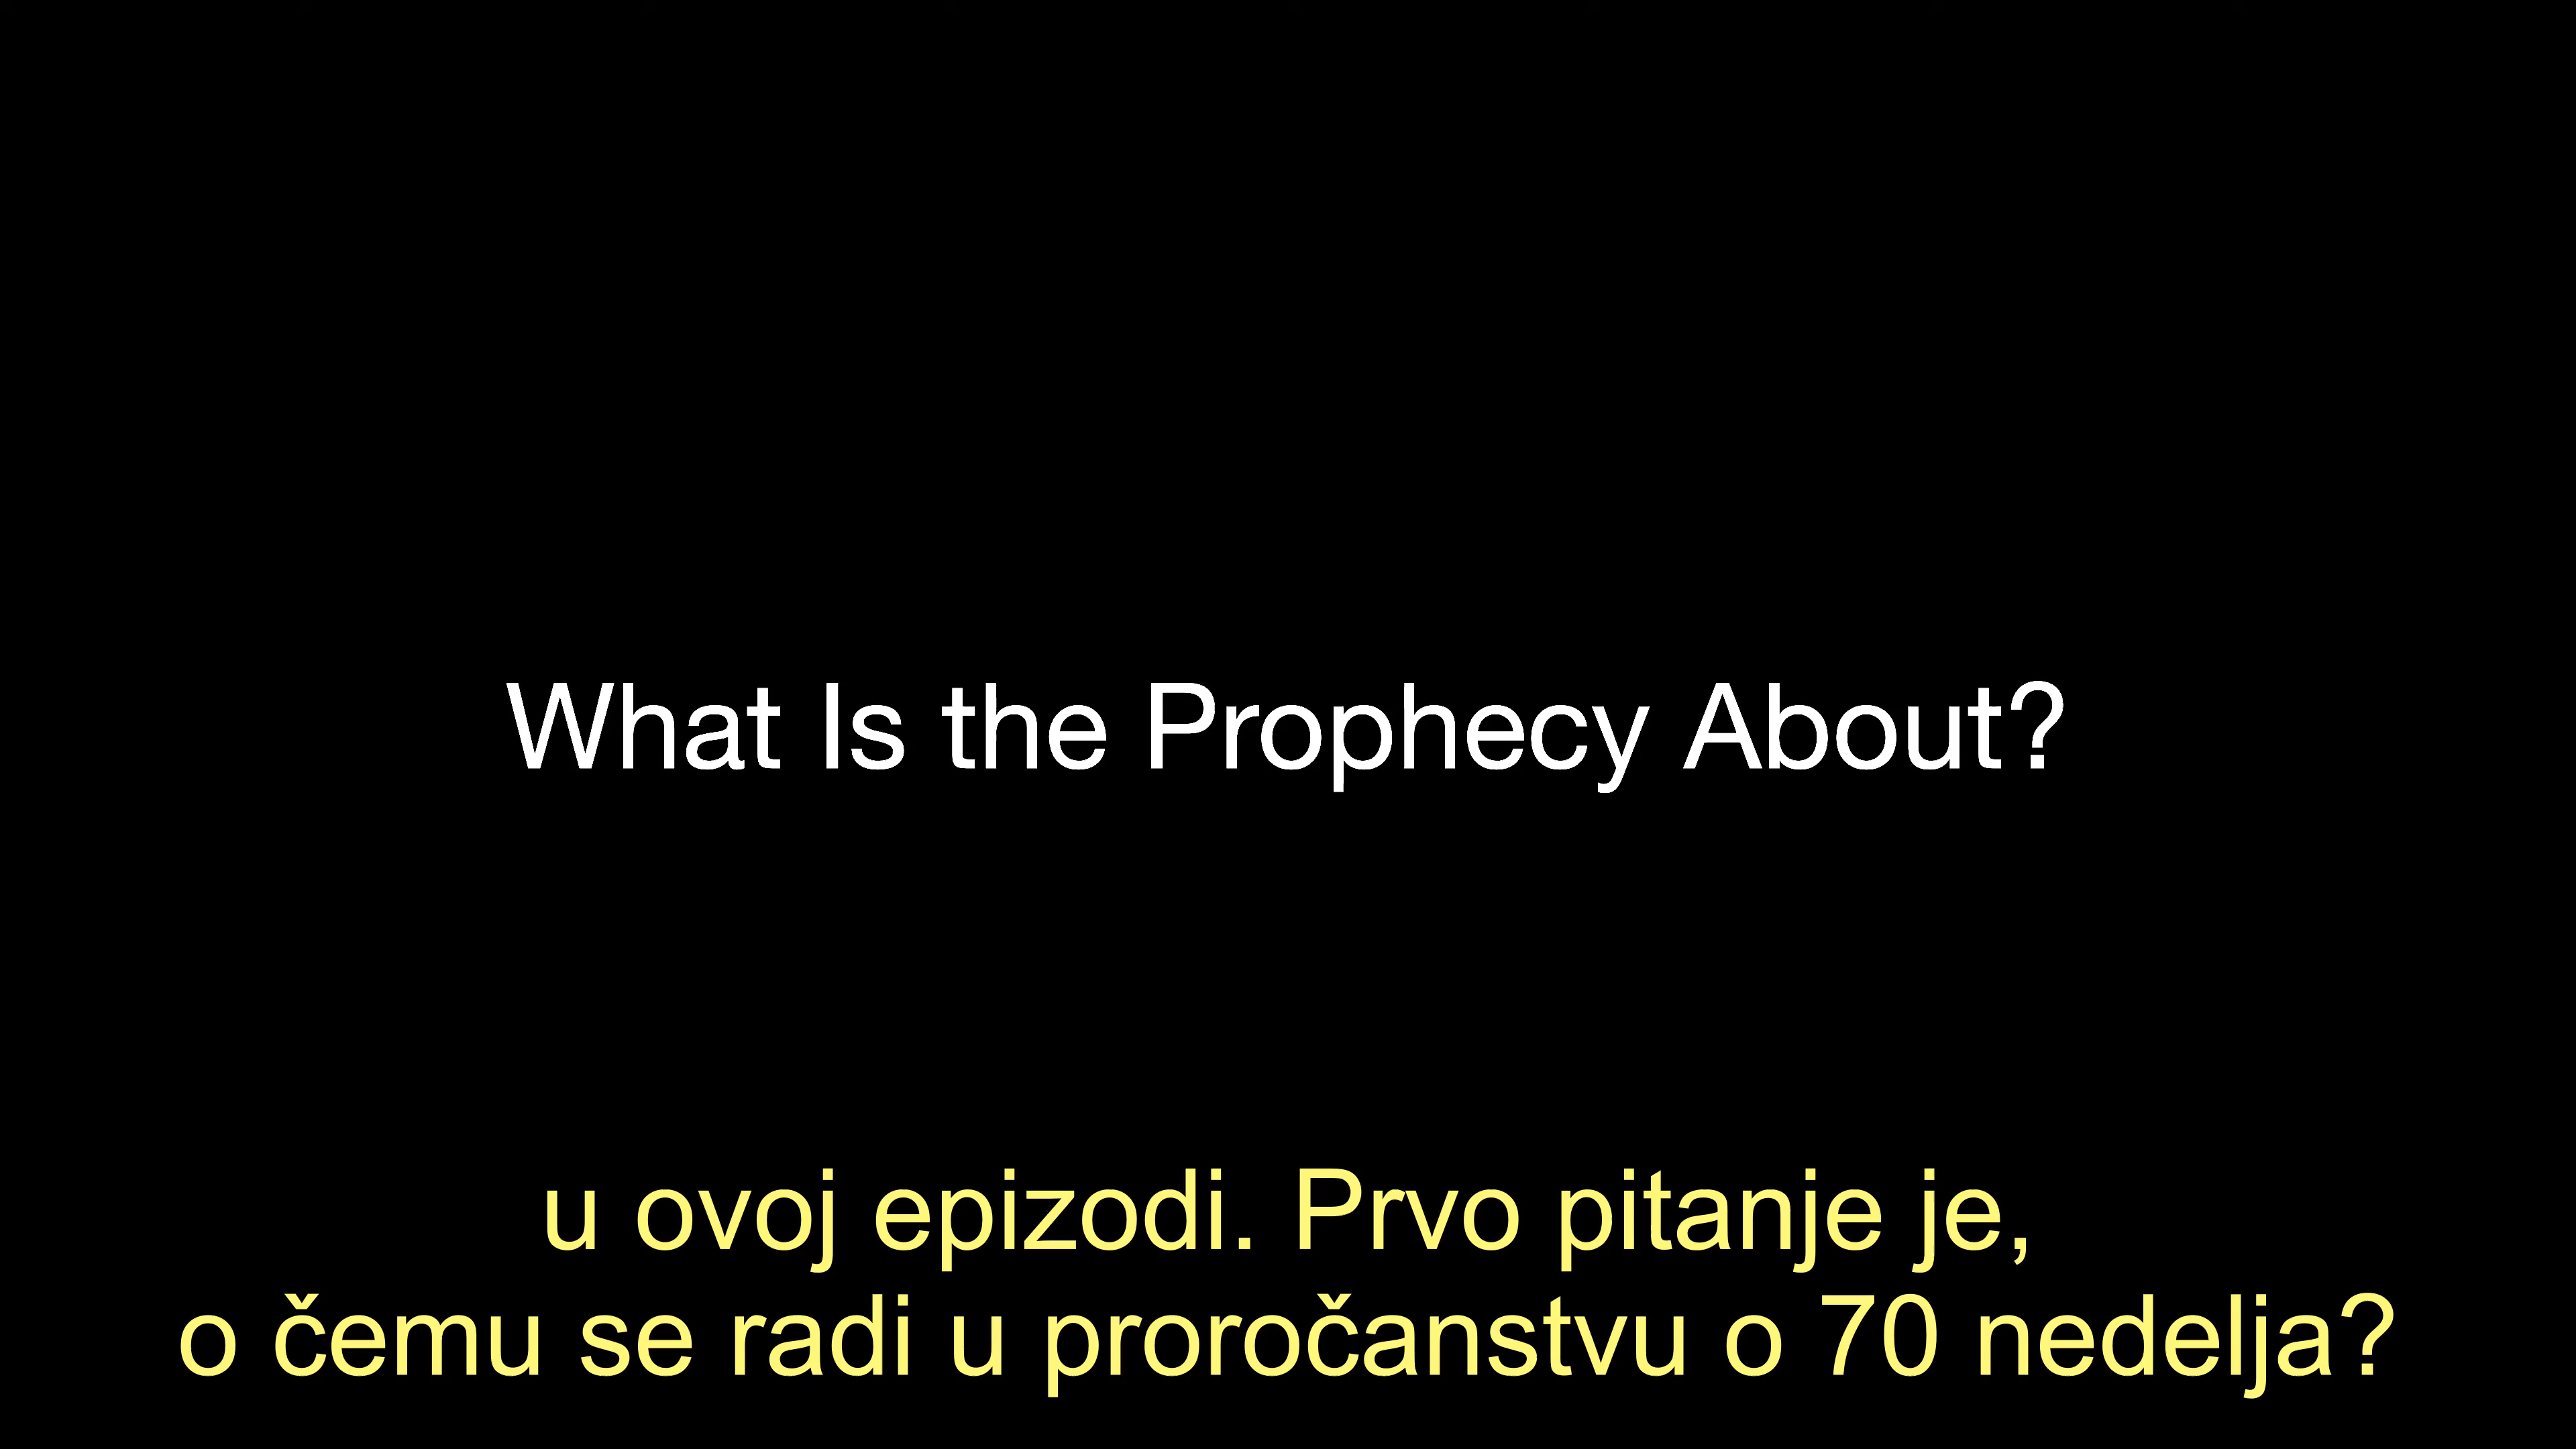 What Is the Prophecy About?
u ovoj epizodi. Prvo pitanje je,
o čemu se radi u proročanstvu o 70 nedelja?